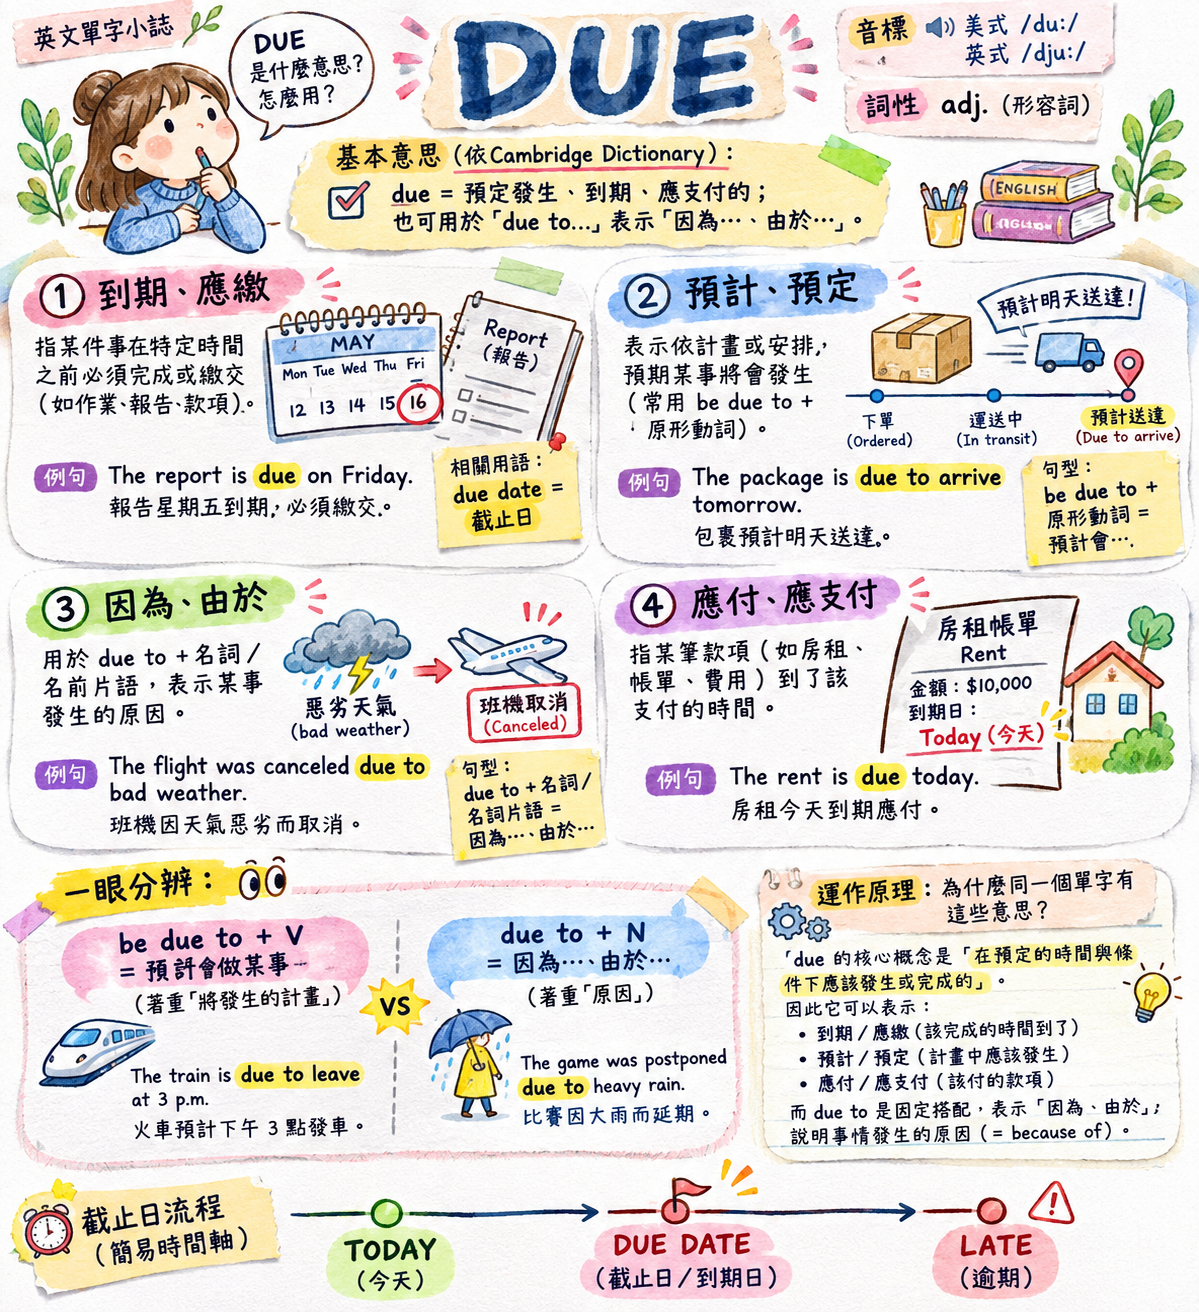 英文單字小誌
DUE
是什麼意思?
怎麼用?
DUE
音標 美式 /du:/
英式 /dju:/
詞性 adj. (形容詞)
基本意思 (依Cambridge Dictionary):
due = 預定發生、到期、應支付的;
也可用於「due to...」表示「因為…、由於…」。
ENGLISH
① 到期、應繳
指某件事在特定時間
之前必須完成或繳交
(如作業、報告、款項)。
MAY
Mon Tue Wed Thu Fri
12 13 14 15 16
Report
(報告)
例句 The report is due on Friday.
報告星期五到期,必須繳交。
相關用語:
due date =
截止日
② 預計、預定
表示依計畫或安排,
預期某事將會發生
(常用 be due to +
原形動詞)。
預計明天送達!
下單
(Ordered)
運送中
(In transit)
預計送達
(Due to arrive)
例句 The package is due to arrive
tomorrow.
包裹預計明天送達。
句型:
be due to +
原形動詞 =
預計會…
③ 因為、由於
用於 due to + 名詞/
名前片語,表示某事
發生的原因。
惡劣天氣
(bad weather)
班機取消
(Canceled)
例句 The flight was canceled due to
bad weather.
班機因天氣惡劣而取消。
句型:
due to + 名詞/
名詞片語 =
因為…、由於…
④ 應付、應支付
指某筆款項(如房租、
帳單、費用)到了該
支付的時間。
房租帳單
Rent
金額:$10,000
到期日:
Today (今天)
例句 The rent is due today.
房租今天到期應付。
一眼分辨:
be due to + V
= 預計會做某事…
(著重「將發生的計畫」)
The train is due to leave
at 3 p.m.
火車預計下午 3 點發車。
VS
due to + N
= 因為…、由於…
(著重「原因」)
The game was postponed
due to heavy rain.
比賽因大雨而延期。
運作原理:為什麼同一個單字有
這些意思?
「due 的核心概念是「在預定的時間與條
件下應該發生或完成的」。
因此它可以表示:
• 到期/應繳(該完成的時間到了)
• 預計/預定(計畫中應該發生)
• 應付/應支付(該付的款項)
而 due to 是固定搭配,表示「因為、由於」;
說明事情發生的原因(= because of)。
截止日流程
(簡易時間軸)
TODAY
(今天)
DUE DATE
(截止日/到期日)
LATE
(逾期)